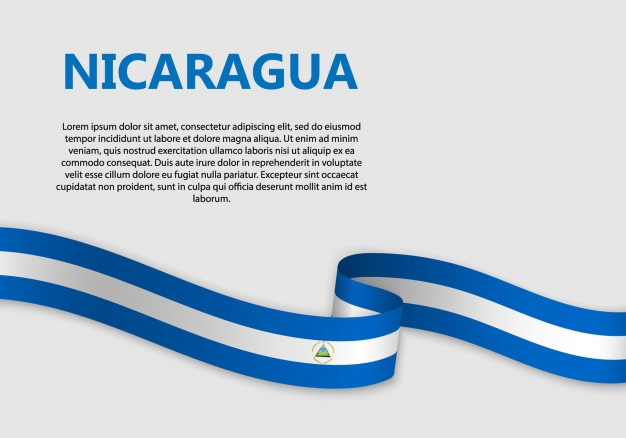 NICARAGUA
Lorem ipsum dolor sit amet, consectetur adipiscing elit, sed do eiusmod
tempor incididunt ut labore et dolore magna aliqua. Ut enim ad minim
veniam, quis nostrud exercitation ullamco laboris nisi ut aliquip ex ea
commodo consequat. Duis aute irure dolor in reprehenderit in voluptate
velit esse cillum dolore eu fugiat nulla pariatur. Excepteur sint occaecat
cupidatat non proident, sunt in culpa qui officia deserunt mollit anim id est
laborum.